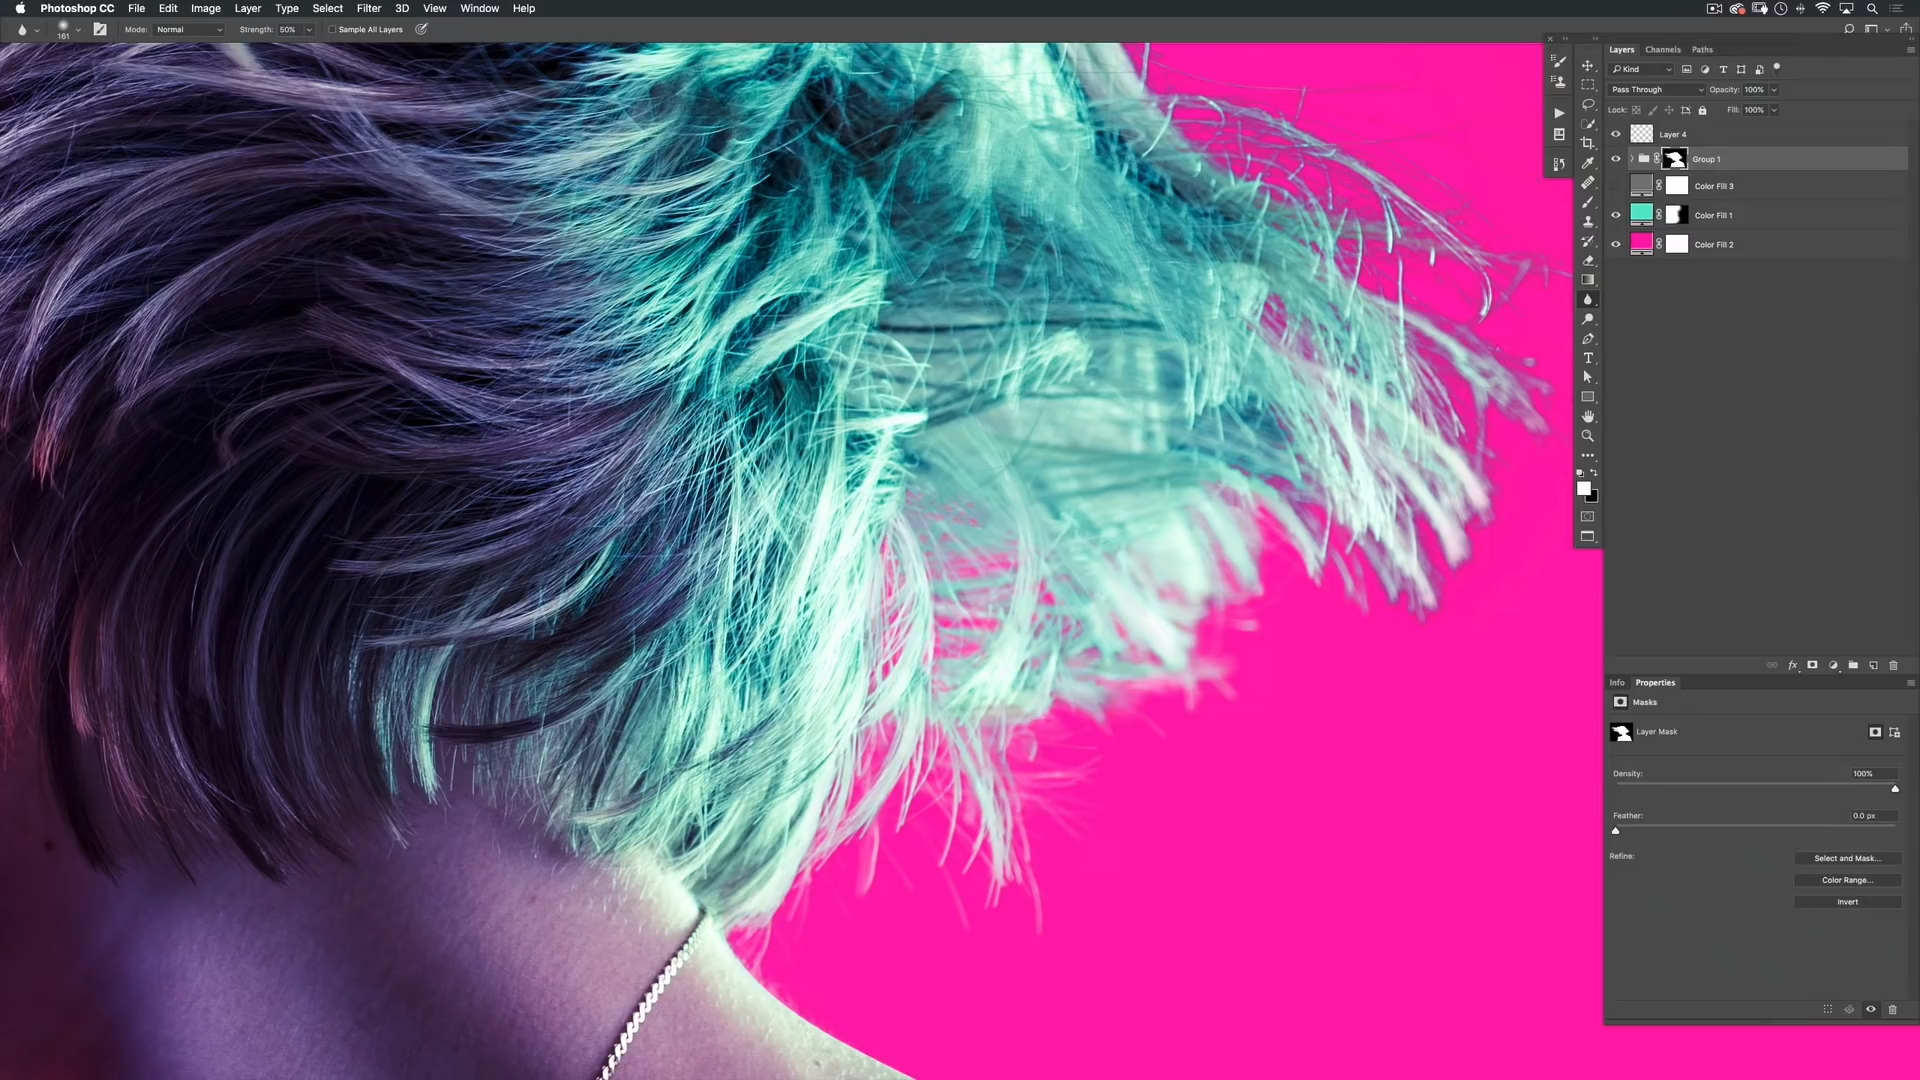 Photoshop CC File Edit Image Layer Type Select Filter 3D View Window Help
161 Mode: Normal Strength: 50% Sample All Layers
Layers Channels Paths
Kind
Pass Through Opacity: 100%
Lock: Fill: 100%
Layer 4
Group 1
Color Fill 3
Color Fill 1
Color Fill 2
fx
Info Properties
Masks
Layer Mask
Density: 100%
Feather: 0.0 px
Refine: Select and Mask...
Color Range...
Invert